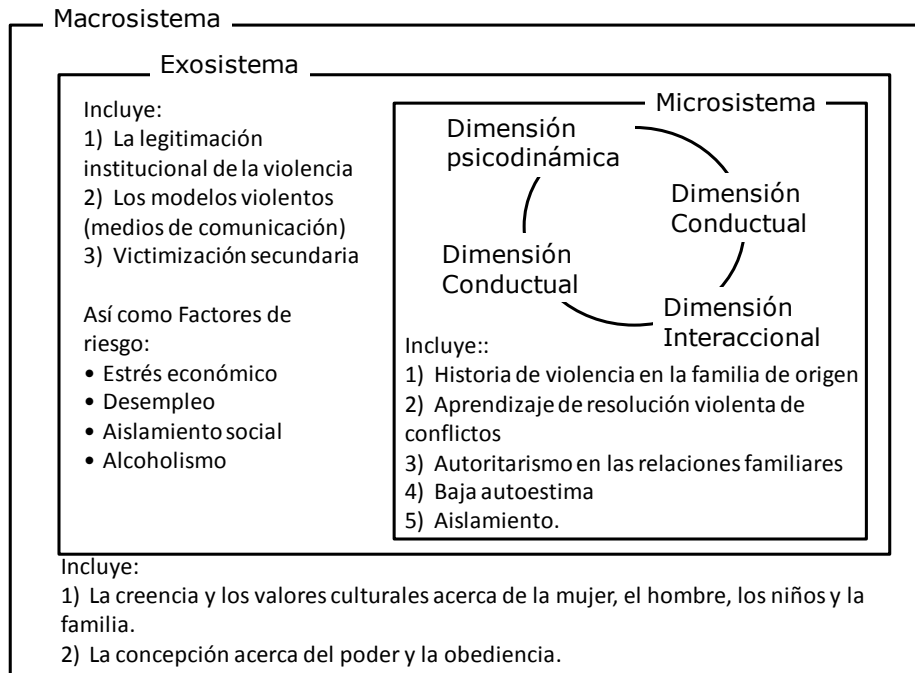 Macrosistema
Exosistema
Incluye:
1) La legitimación
institucional de la violencia
2) Los modelos violentos
(medios de comunicación)
3) Victimización secundaria
Así como Factores de
riesgo:
• Estrés económico
• Desempleo
• Aislamiento social
• Alcoholismo
Microsistema
Dimensión
psicodinámica
Dimensión
Conductual
Dimensión
Conductual
Dimensión
Interaccional
Incluye::
1) Historia de violencia en la familia de origen
2) Aprendizaje de resolución violenta de
conflictos
3) Autoritarismo en las relaciones familiares
4) Baja autoestima
5) Aislamiento.
Incluye:
1) La creencia y los valores culturales acerca de la mujer, el hombre, los niños y la
familia.
2) La concepción acerca del poder y la obediencia.